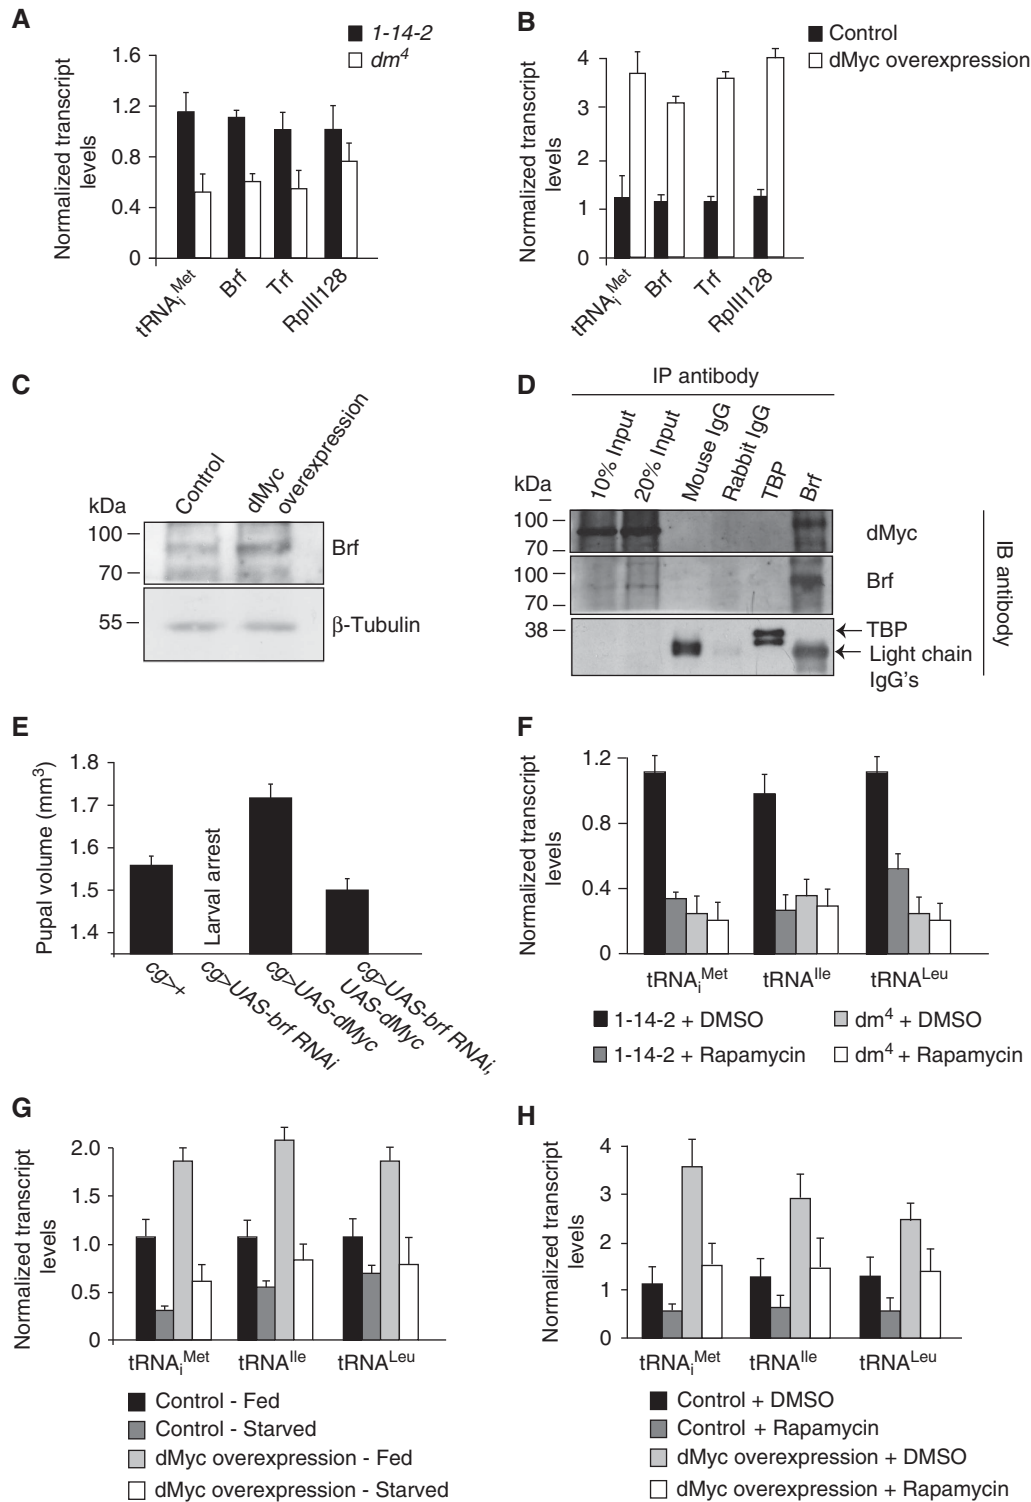 A
1-14-2
dm4
Normalized transcript
levels
1.6
1.2
0.8
0.4
0
tRNAiMet
Brf
Trf
RpIII128
B
Control
dMyc overexpression
Normalized transcript
levels
4
3
2
1
0
tRNAiMet
Brf
Trf
RpIII128
C
kDa
Control
dMyc
overexpression
100
70
Brf
55
β-Tubulin
D
IP antibody
kDa
10% Input
20% Input
Mouse IgG
Rabbit IgG
TBP
Brf
100
70
dMyc
100
70
Brf
38
TBP
Light chain
IgG's
IB antibody
E
Pupal volume (mm3)
1.8
1.7
1.6
1.5
1.4
Larval arrest
cg>+
cg>UAS-brf RNAi
cg>UAS-dMyc
cg>UAS-brf RNAi,
UAS-dMyc
F
Normalized transcript
levels
1.2
0.8
0.4
0
tRNAiMet
tRNAIle
tRNALeu
1-14-2 + DMSO
1-14-2 + Rapamycin
dm4 + DMSO
dm4 + Rapamycin
G
Normalized transcript
levels
2.0
1.5
1.0
0.5
0
tRNAiMet
tRNAIle
tRNALeu
Control - Fed
Control - Starved
dMyc overexpression - Fed
dMyc overexpression - Starved
H
Normalized transcript
levels
4
3
2
1
0
tRNAiMet
tRNAIle
tRNALeu
Control + DMSO
Control + Rapamycin
dMyc overexpression + DMSO
dMyc overexpression + Rapamycin